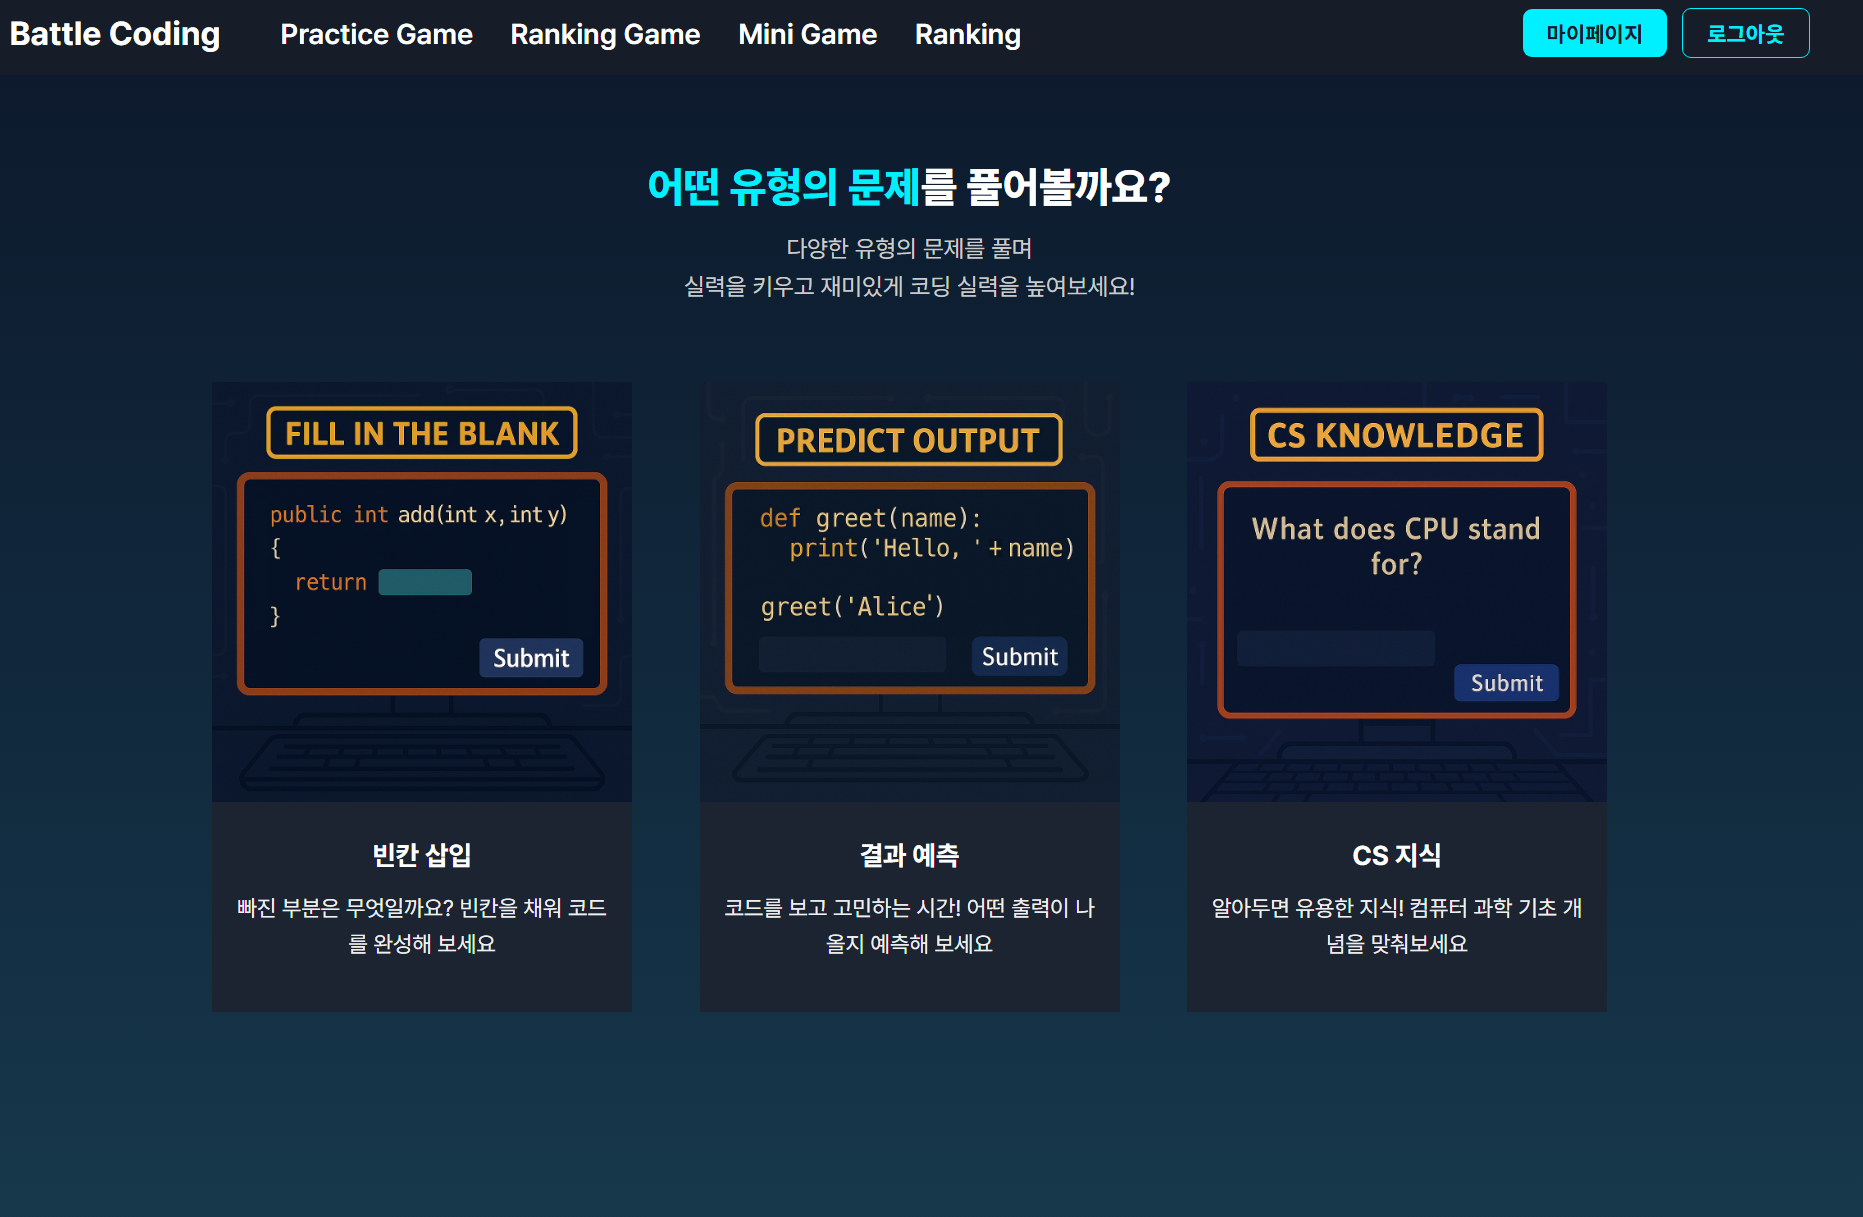 Battle Coding Practice Game Ranking Game Mini Game Ranking 마이페이지 로그아웃
어떤 유형의 문제를 풀어볼까요?
다양한 유형의 문제를 풀며
실력을 키우고 재미있게 코딩 실력을 높여보세요!
FILL IN THE BLANK
public int add(int x, int y)
{
return
}
Submit
빈칸 삽입
빠진 부분은 무엇일까요? 빈칸을 채워 코드
를 완성해 보세요
PREDICT OUTPUT
def greet(name):
print('Hello, ' + name)
greet('Alice')
Submit
결과 예측
코드를 보고 고민하는 시간! 어떤 출력이 나
올지 예측해 보세요
CS KNOWLEDGE
What does CPU stand
for?
Submit
CS 지식
알아두면 유용한 지식! 컴퓨터 과학 기초 개
념을 맞춰보세요